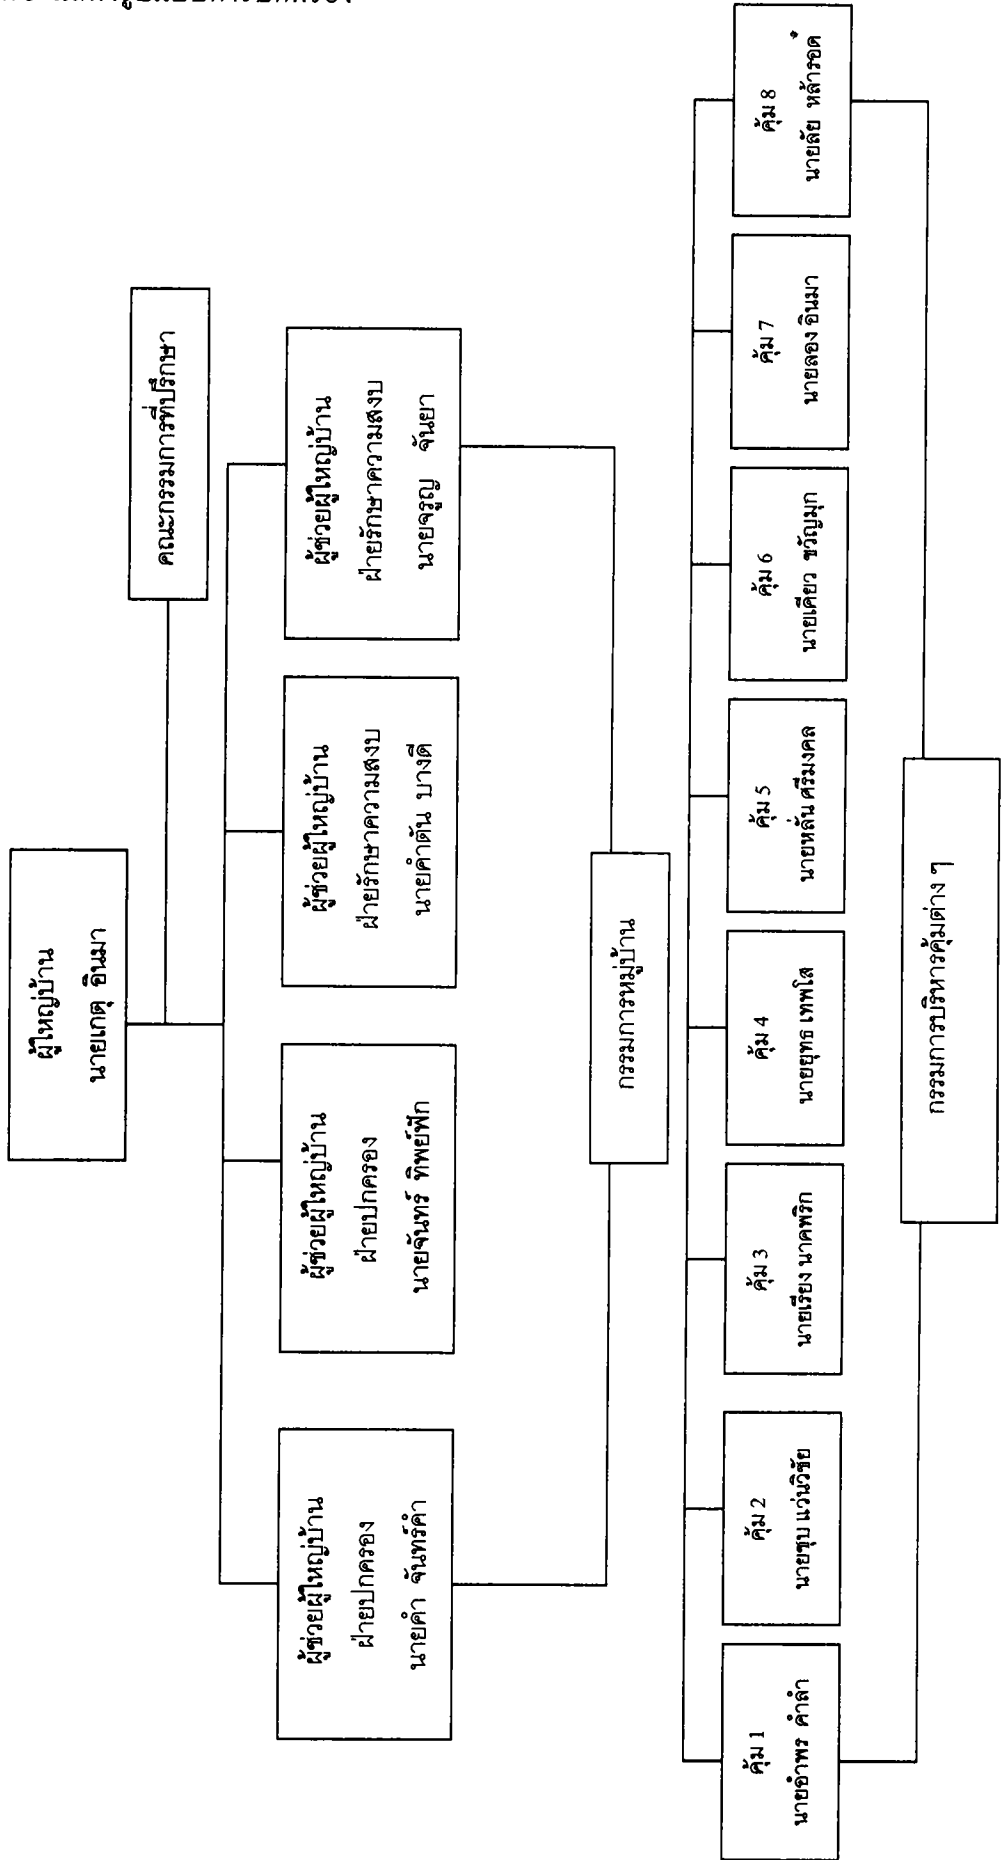 ผู้ใหญ่บ้าน
นายเกตุ อินมา
คณะกรรมการที่ปรึกษา
ผู้ช่วยผู้ใหญ่บ้าน
ฝ่ายปกครอง
นายคำ จันทร์คำ
ผู้ช่วยผู้ใหญ่บ้าน
ฝ่ายปกครอง
นายจันทร์ ทิพย์ฟัก
ผู้ช่วยผู้ใหญ่บ้าน
ฝ่ายรักษาความสงบ
นายคำตัน บางดี
ผู้ช่วยผู้ใหญ่บ้าน
ฝ่ายรักษาความสงบ
นายจรูญ จันยา
กรรมการหมู่บ้าน
คุ้ม 1
นายอำพร คำลำ
คุ้ม 2
นายชุบ แว่นวิชัย
คุ้ม 3
นายเรียง นาคพริก
คุ้ม 4
นายยุทธ เทพโส
คุ้ม 5
นายหลั่น ศรีมงคล
คุ้ม 6
นายเคียว ขวัญมุก
คุ้ม 7
นายลอง อินมา
คุ้ม 8
นายลัย หล้ารอด
กรรมการบริหารคุ้มต่าง ๆ